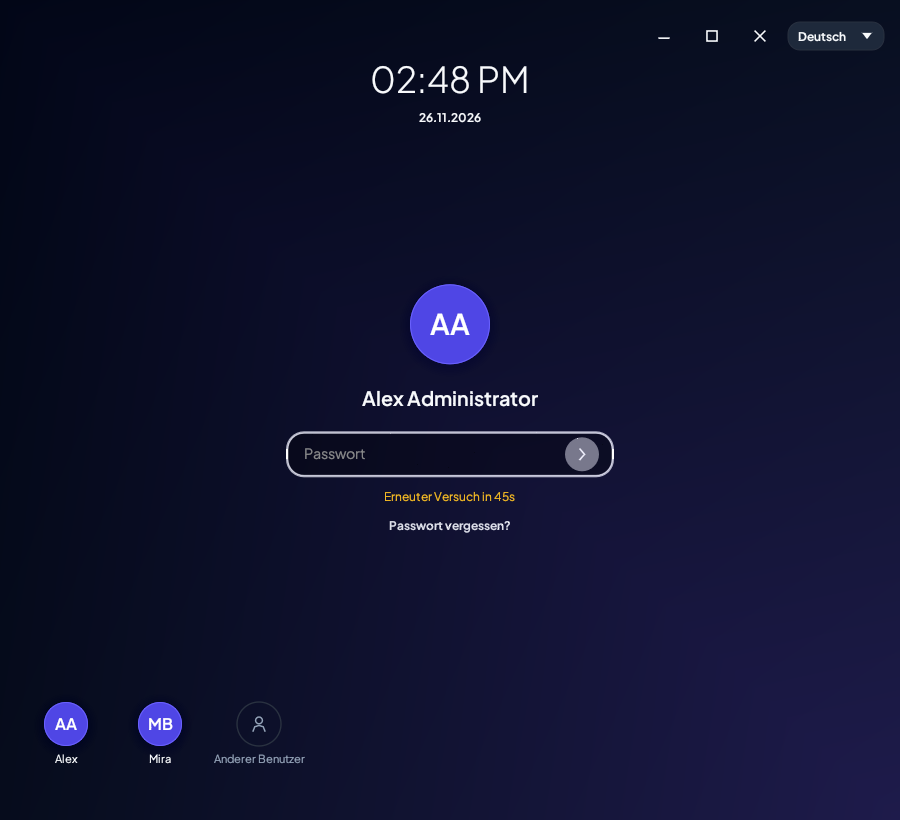 Deutsch
02:48 PM
26.11.2026
AA
Alex Administrator
Passwort
Erneuter Versuch in 45s
Passwort vergessen?
AA
MB
Alex
Mira
Anderer Benutzer